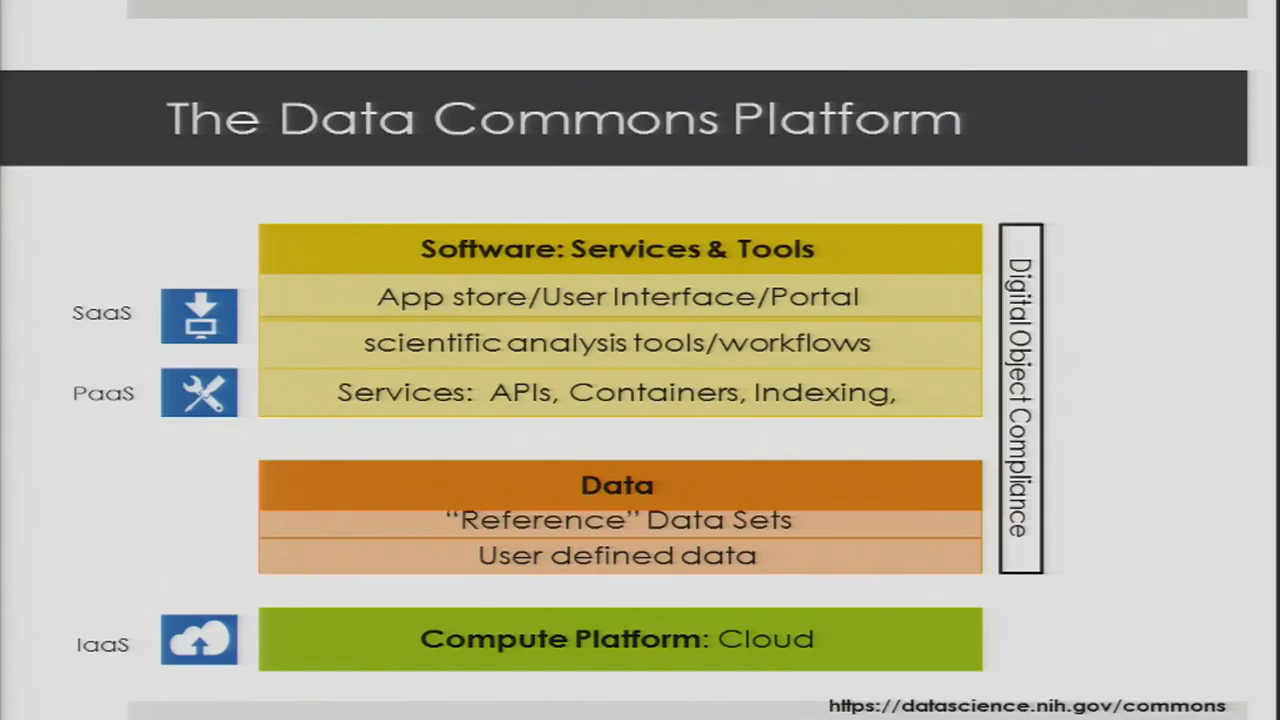 The Data Commons Platform
Software: Services & Tools
App store/User Interface/Portal
SaaS
scientific analysis tools/workflows
PaaS
Services: APIs, Containers, Indexing,
Digital Object Compliance
Data
“Reference” Data Sets
User defined data
IaaS
Compute Platform: Cloud
https://datascience.nih.gov/commons